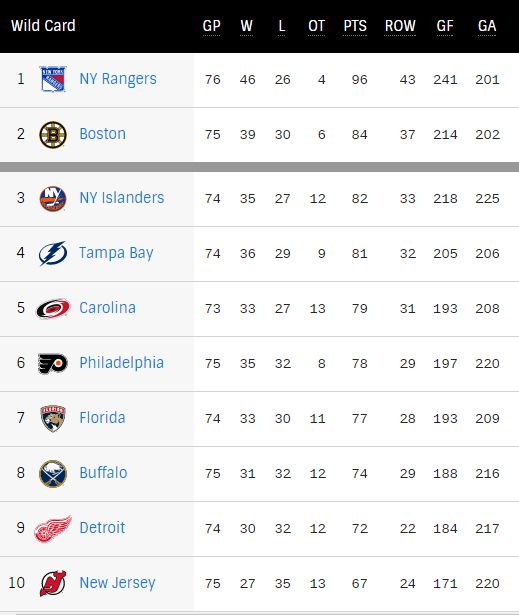 Wild Card GP W L OT PTS ROW GF GA
1 NY Rangers 76 46 26 4 96 43 241 201
2 Boston 75 39 30 6 84 37 214 202
3 NY Islanders 74 35 27 12 82 33 218 225
4 Tampa Bay 74 36 29 9 81 32 205 206
5 Carolina 73 33 27 13 79 31 193 208
6 Philadelphia 75 35 32 8 78 29 197 220
7 Florida 74 33 30 11 77 28 193 209
8 Buffalo 75 31 32 12 74 29 188 216
9 Detroit 74 30 32 12 72 22 184 217
10 New Jersey 75 27 35 13 67 24 171 220